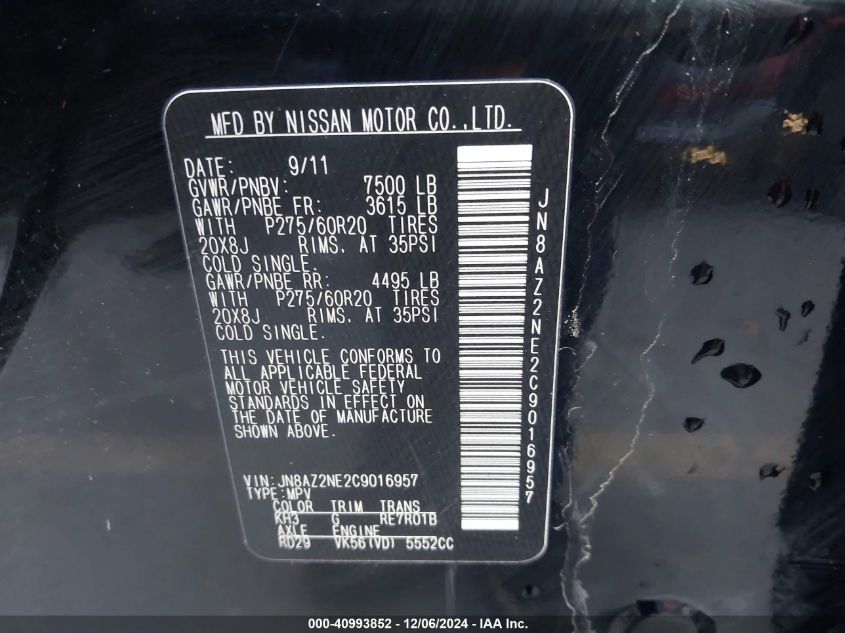 MFD BY NISSAN MOTOR CO.,LTD.
DATE: 9/11
GVWR/PNBV: 7500 LB
GAWR/PNBE FR: 3615 LB
WITH P275/60R20 TIRES
20X8J RIMS. AT 35PSI
COLD SINGLE.
GAWR/PNBE RR: 4495 LB
WITH P275/60R20 TIRES
20X8J RIMS. AT 35PSI
COLD SINGLE.
THIS VEHICLE CONFORMS TO
ALL APPLICABLE FEDERAL
MOTOR VEHICLE SAFETY
STANDARDS IN EFFECT ON
THE DATE OF MANUFACTURE
SHOWN ABOVE.
VIN: JN8AZ2NE2C9016957
TYPE: MPV
COLOR TRIM TRANS
KH3 G RE7R01B
AXLE ENGINE
RD29 VK56(VD) 5552CC
JN8AZ2NE2C9016957
000-40993852 - 12/06/2024 - IAA Inc.